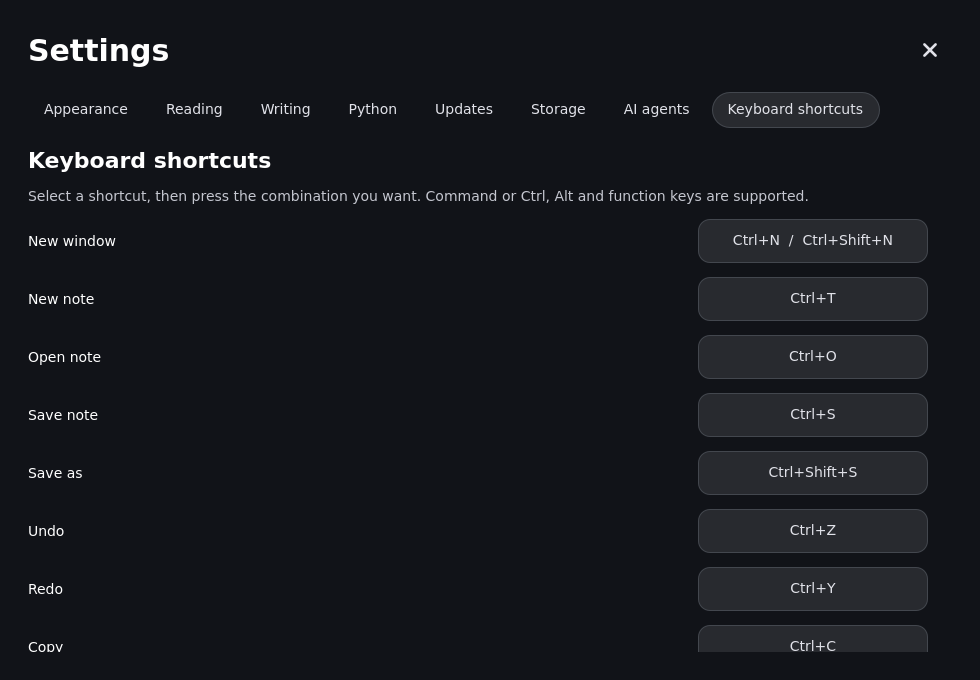 Settings
Appearance Reading Writing Python Updates Storage AI agents Keyboard shortcuts
Keyboard shortcuts
Select a shortcut, then press the combination you want. Command or Ctrl, Alt and function keys are supported.
New window Ctrl+N / Ctrl+Shift+N
New note Ctrl+T
Open note Ctrl+O
Save note Ctrl+S
Save as Ctrl+Shift+S
Undo Ctrl+Z
Redo Ctrl+Y
Copy Ctrl+C